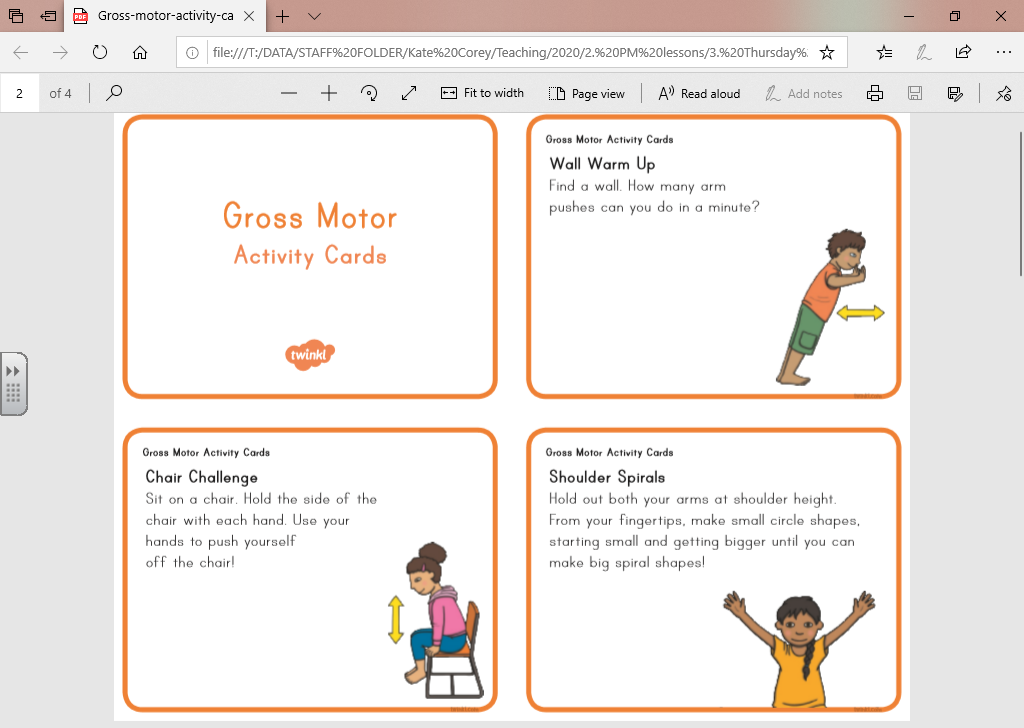 Gross-motor-activity-ca
file:///T:/DATA/STAFF%20FOLDER/Kate%20Corey/Teaching/2020/2.%20PM%20lessons/3.%20Thursday%
2 of 4
Fit to width
Page view
Read aloud
Add notes
Gross Motor
Activity Cards
twinkl
Gross Motor Activity Cards
Wall Warm Up
Find a wall. How many arm
pushes can you do in a minute?
Gross Motor Activity Cards
Chair Challenge
Sit on a chair. Hold the side of the
chair with each hand. Use your
hands to push yourself
off the chair!
Gross Motor Activity Cards
Shoulder Spirals
Hold out both your arms at shoulder height.
From your fingertips, make small circle shapes,
starting small and getting bigger until you can
make big spiral shapes!